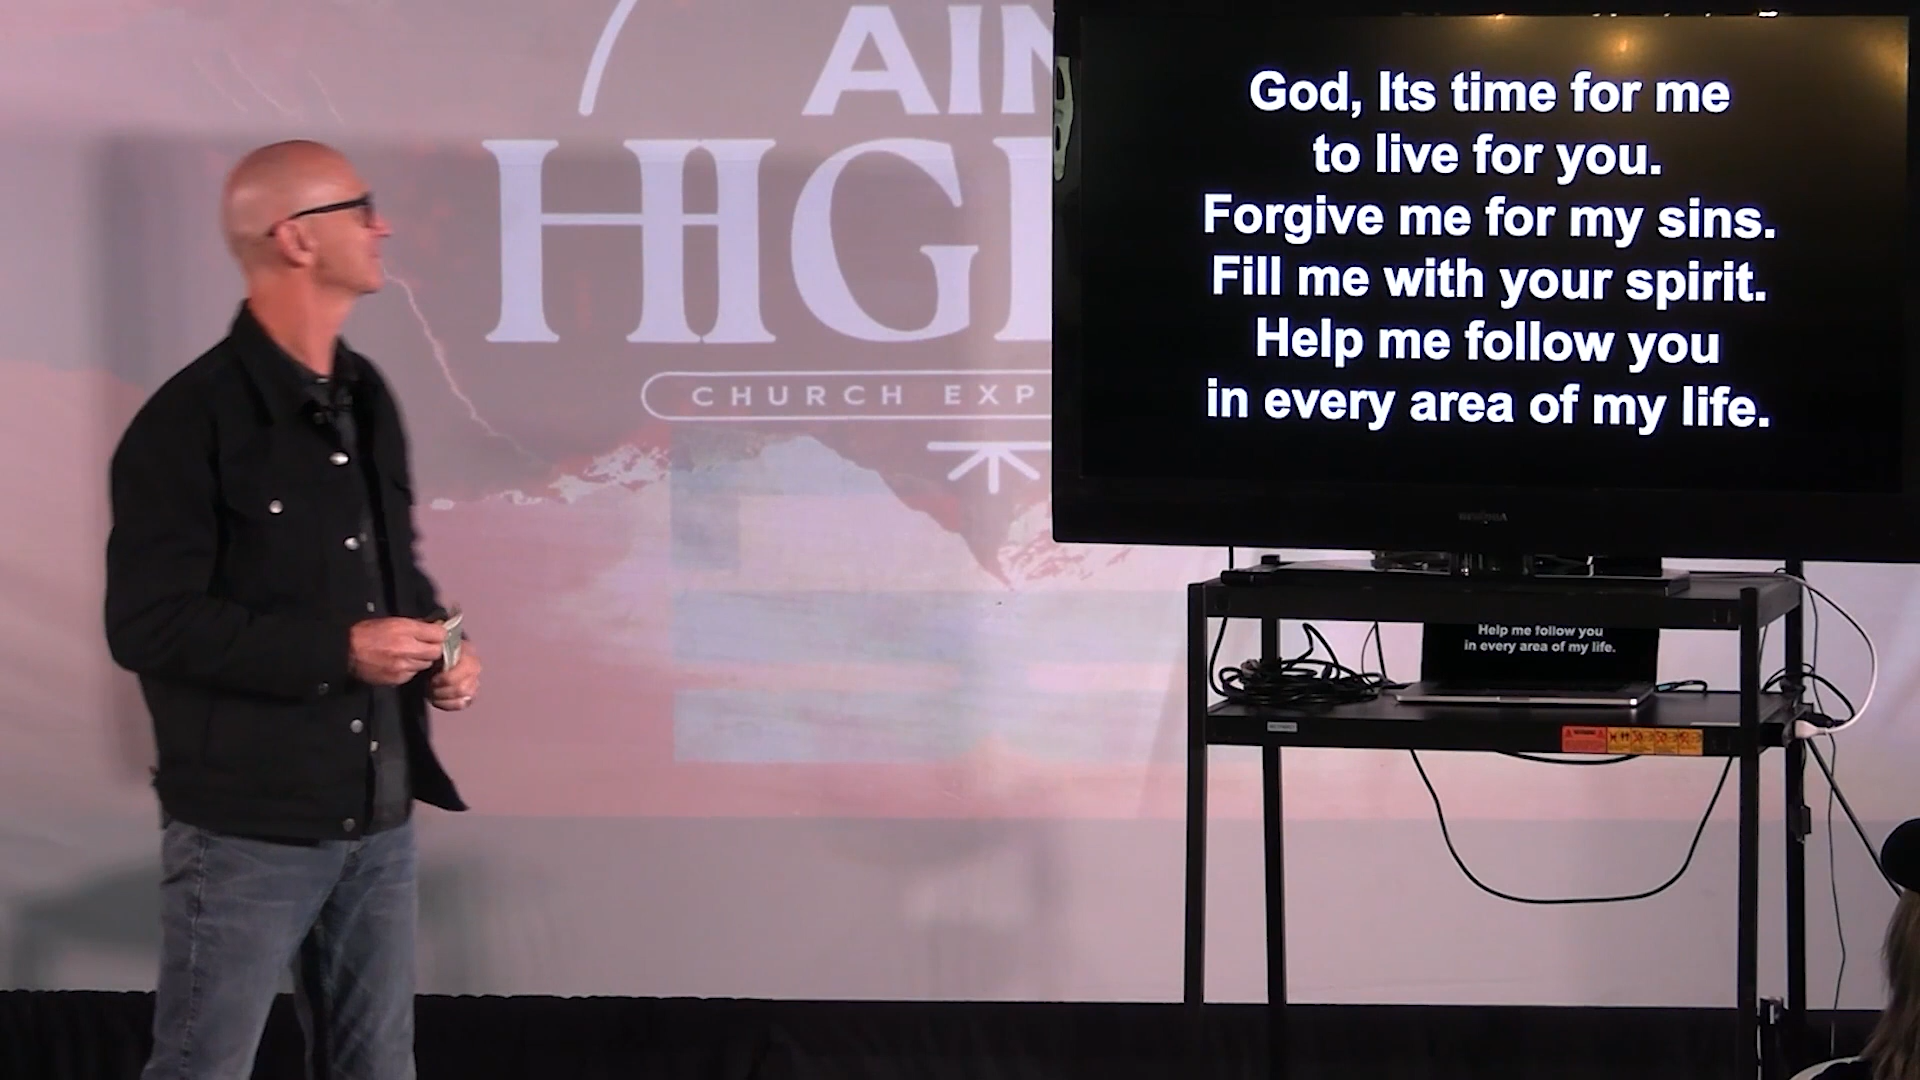 AIN
HIGH
CHURCH EXP
God, Its time for me
to live for you.
Forgive me for my sins.
Fill me with your spirit.
Help me follow you
in every area of my life.
INSIGNIA
Help me follow you
in every area of my life.